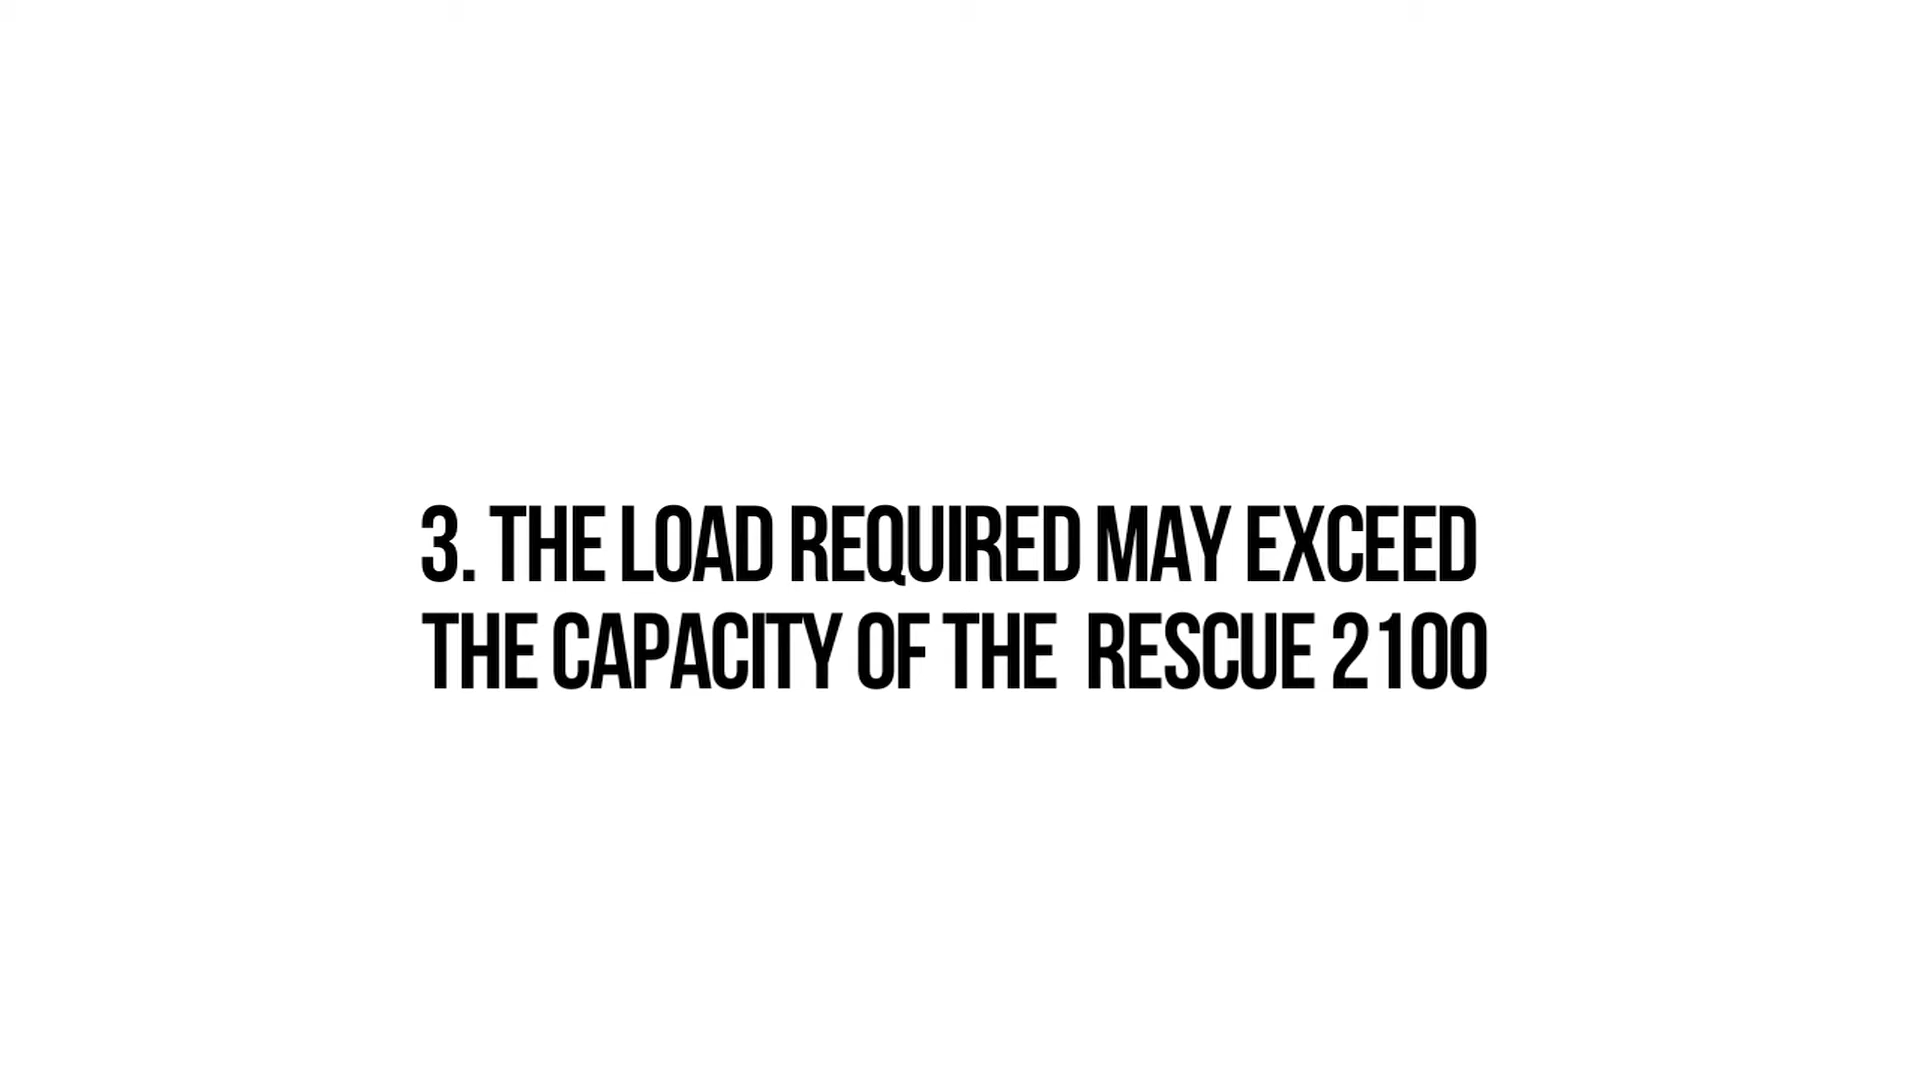 3. THE LOAD REQUIRED MAY EXCEED
THE CAPACITY OF THE  RESCUE 2100